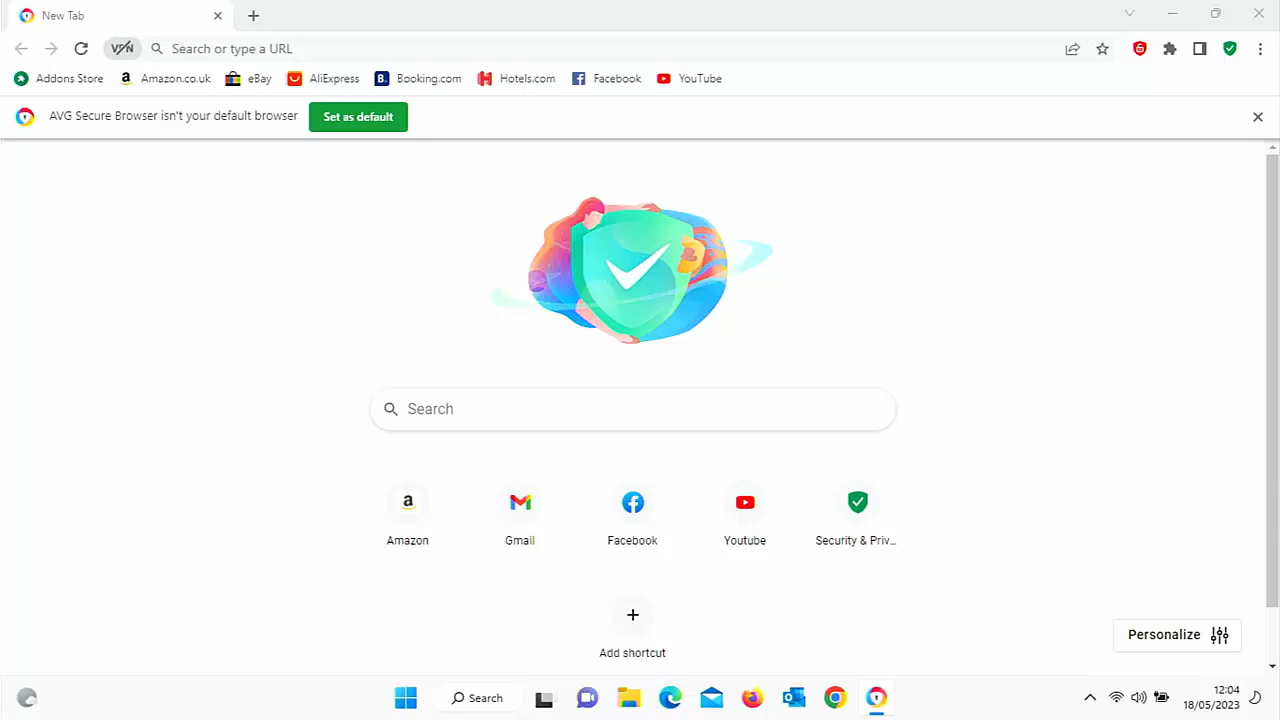 New Tab
VPN
Search or type a URL
Addons Store
Amazon.co.uk
eBay
AliExpress
Booking.com
Hotels.com
Facebook
YouTube
AVG Secure Browser isn't your default browser
Set as default
Search
Amazon
Gmail
Facebook
Youtube
Security & Priv...
Add shortcut
Personalize
Search
12:04
18/05/2023